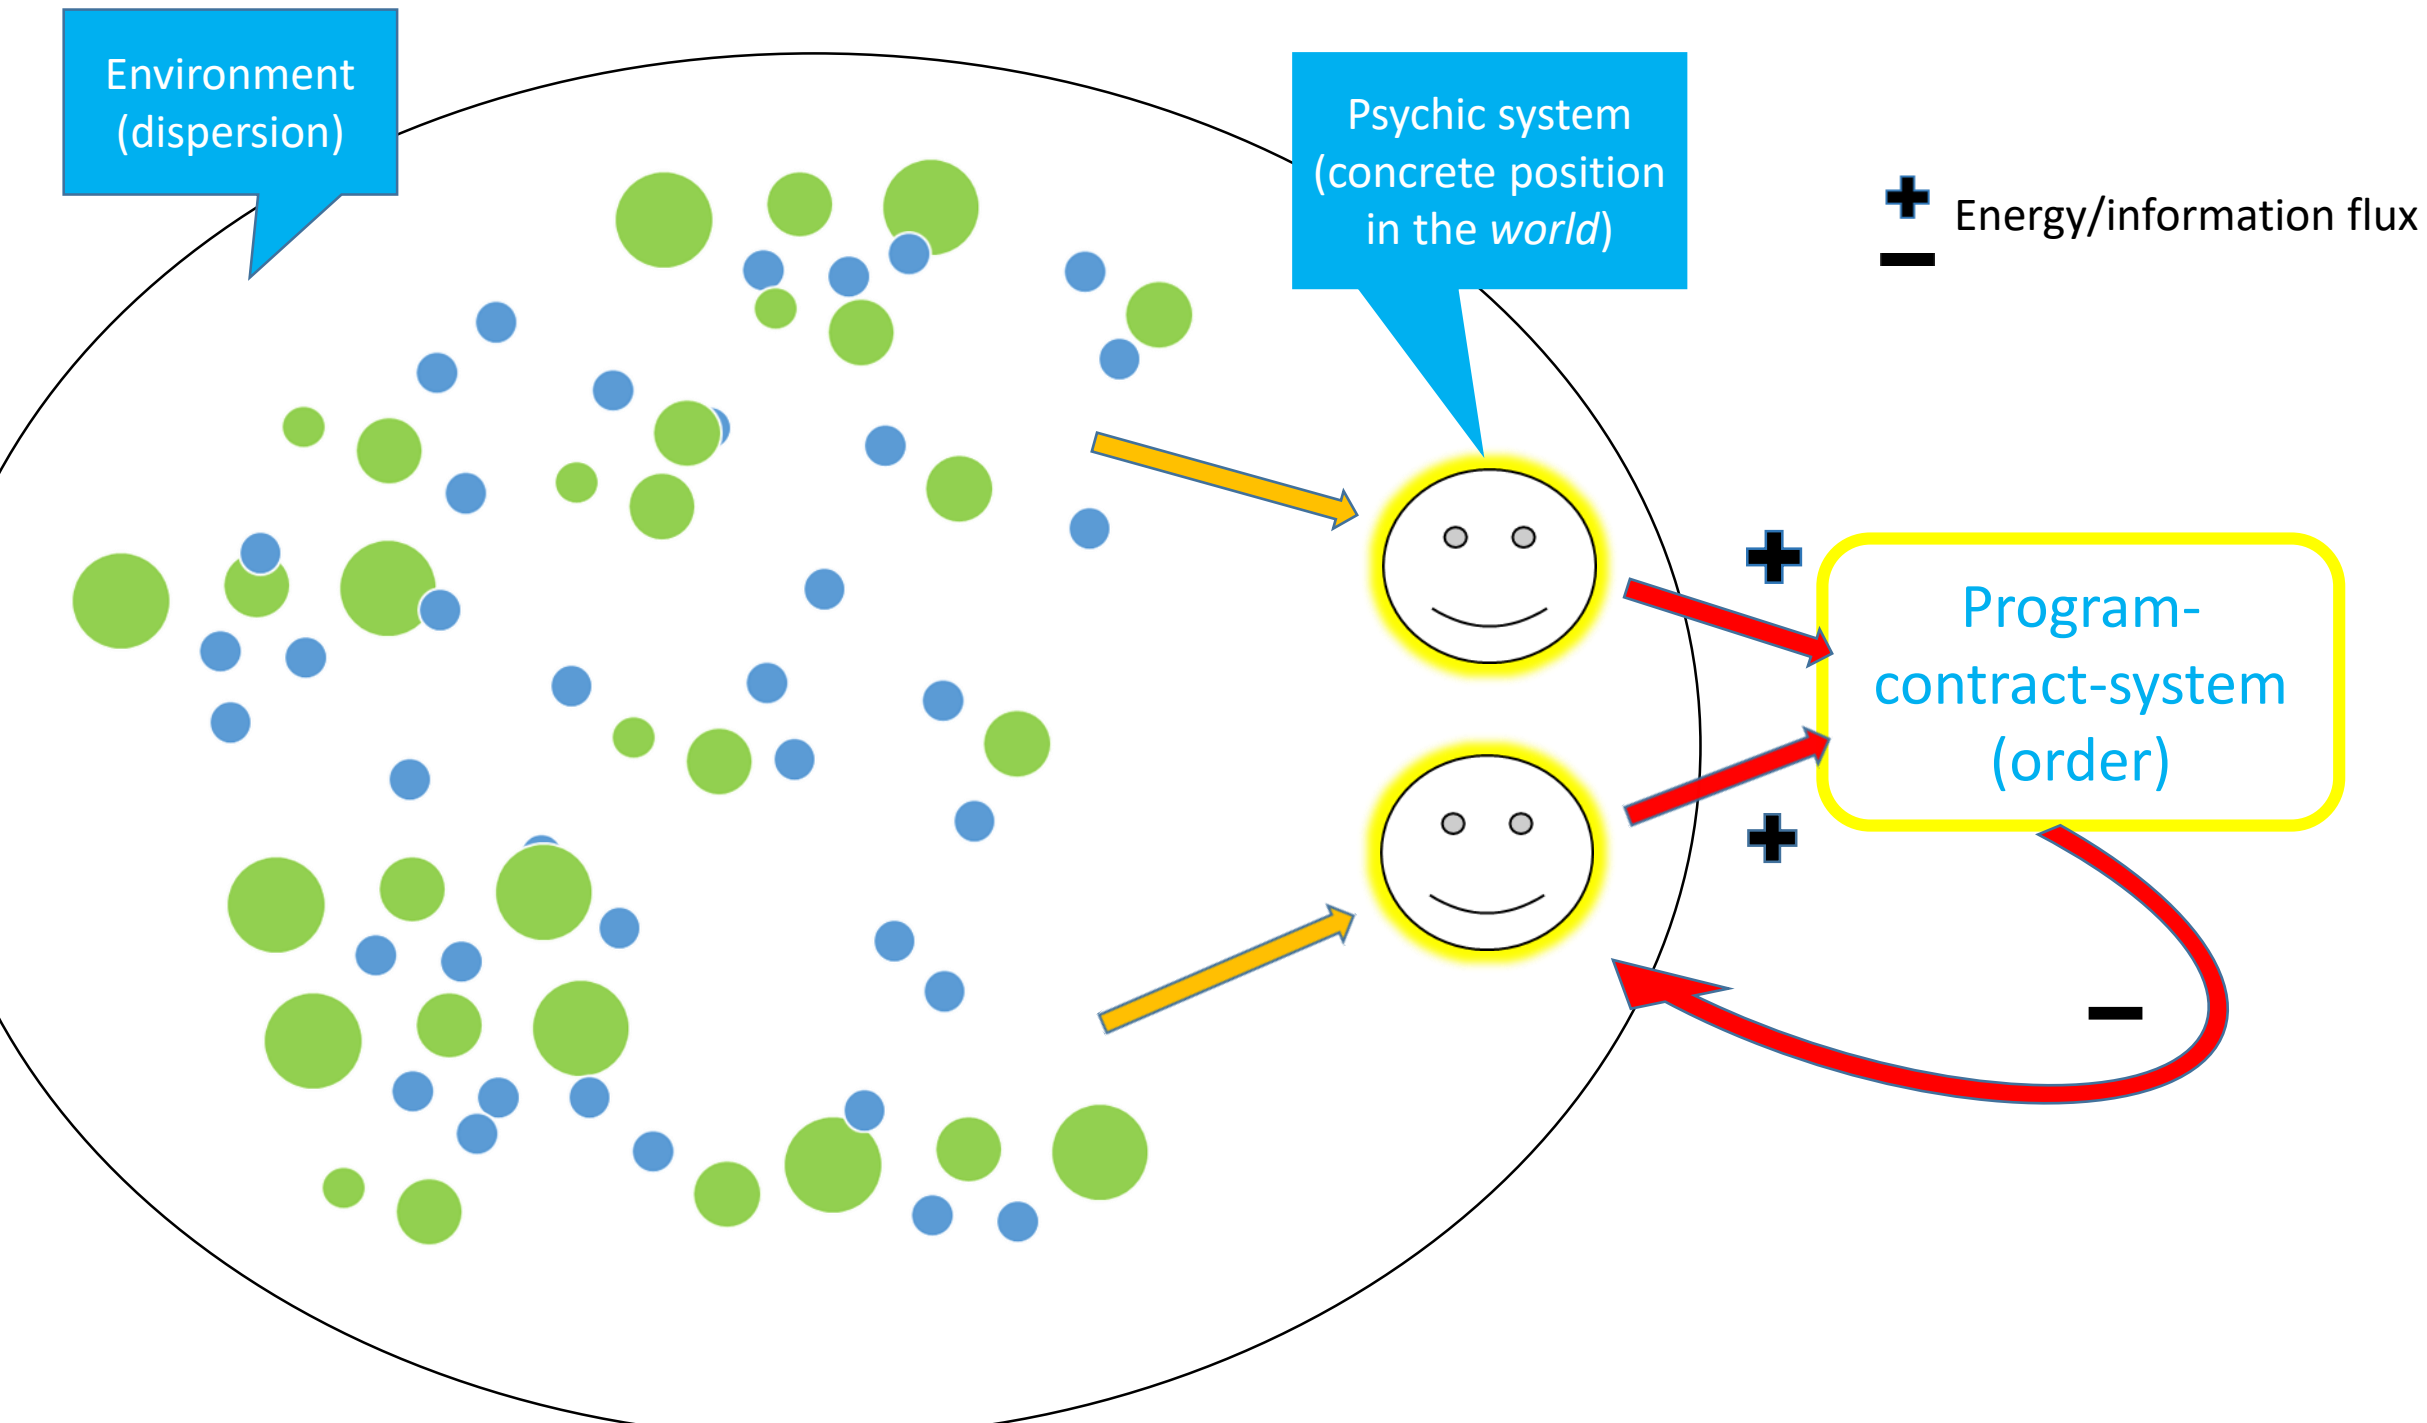 Environment
(dispersion)
Psychic system
(concrete position
in the world)
Energy/information flux
Program-
contract-system
(order)